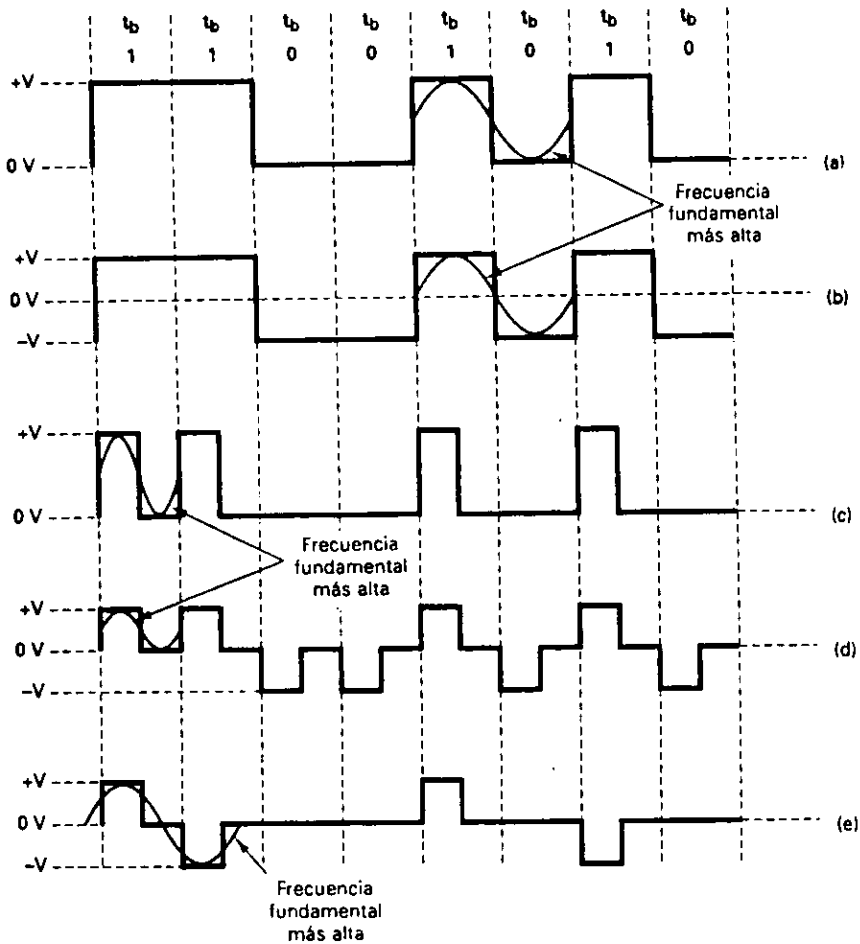 t_b t_b t_b t_b t_b t_b t_b t_b
1 1 0 0 1 0 1 0
+V
0 V
(a)
Frecuencia
fundamental
más alta
+V
0 V
(b)
−V
+V
0 V
(c)
Frecuencia
fundamental
más alta
+V
0 V
(d)
−V
+V
0 V
(e)
−V
Frecuencia
fundamental
más alta